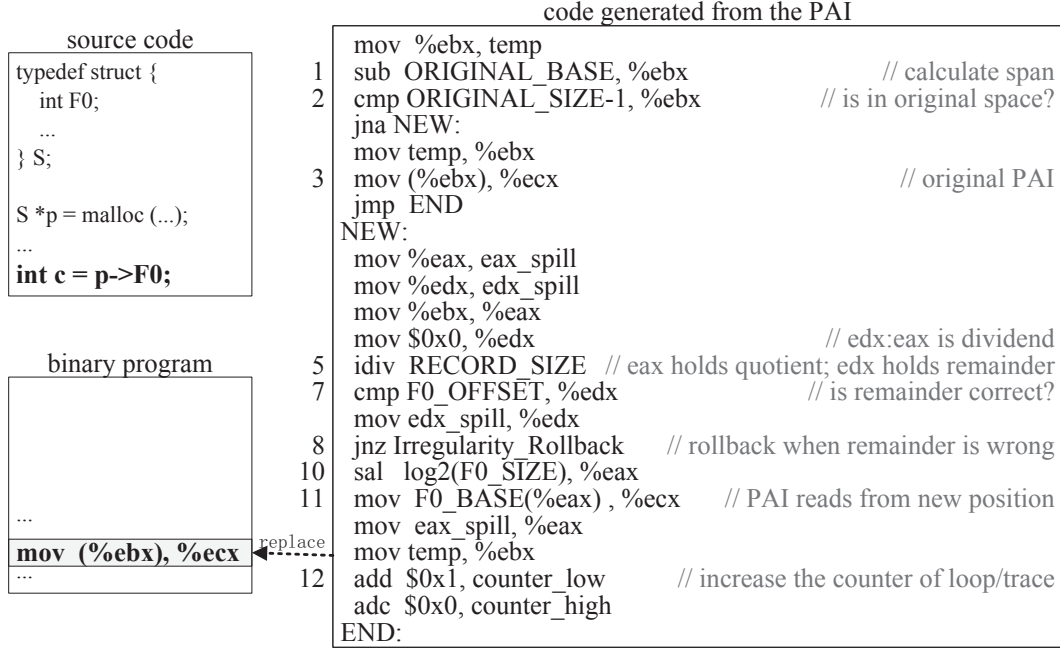 source code
typedef struct {
int F0;
...
} S;
S *p = malloc (...);
...
int c = p->F0;
binary program
...
mov (%ebx), %ecx
...
replace
code generated from the PAI
mov %ebx, temp
1 sub ORIGINAL_BASE, %ebx // calculate span
2 cmp ORIGINAL_SIZE-1, %ebx // is in original space?
jna NEW:
mov temp, %ebx
3 mov (%ebx), %ecx // original PAI
jmp END
NEW:
mov %eax, eax_spill
mov %edx, edx_spill
mov %ebx, %eax
mov $0x0, %edx // edx:eax is dividend
5 idiv RECORD_SIZE // eax holds quotient; edx holds remainder
7 cmp F0_OFFSET, %edx // is remainder correct?
mov edx_spill, %edx
8 jnz Irregularity_Rollback // rollback when remainder is wrong
10 sal log2(F0_SIZE), %eax
11 mov F0_BASE(%eax) , %ecx // PAI reads from new position
mov eax_spill, %eax
mov temp, %ebx
12 add $0x1, counter_low // increase the counter of loop/trace
adc $0x0, counter_high
END: